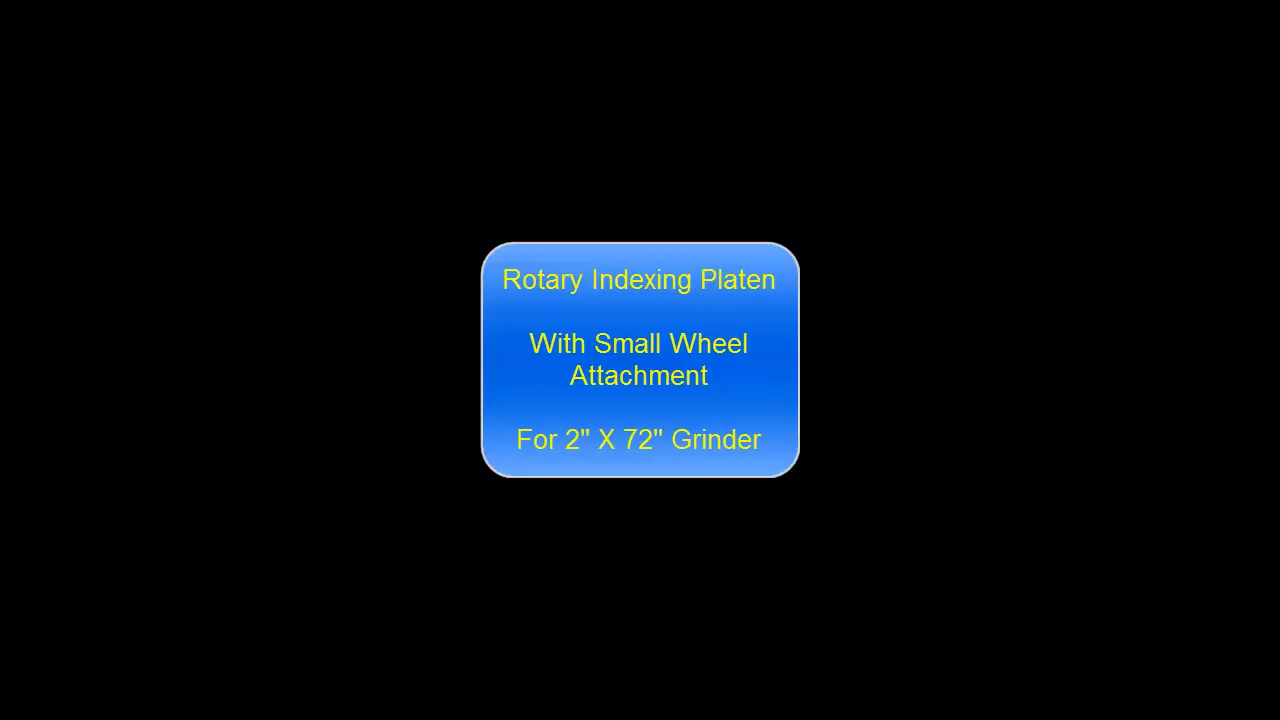 Rotary Indexing Platen
With Small Wheel
Attachment
For 2" X 72" Grinder